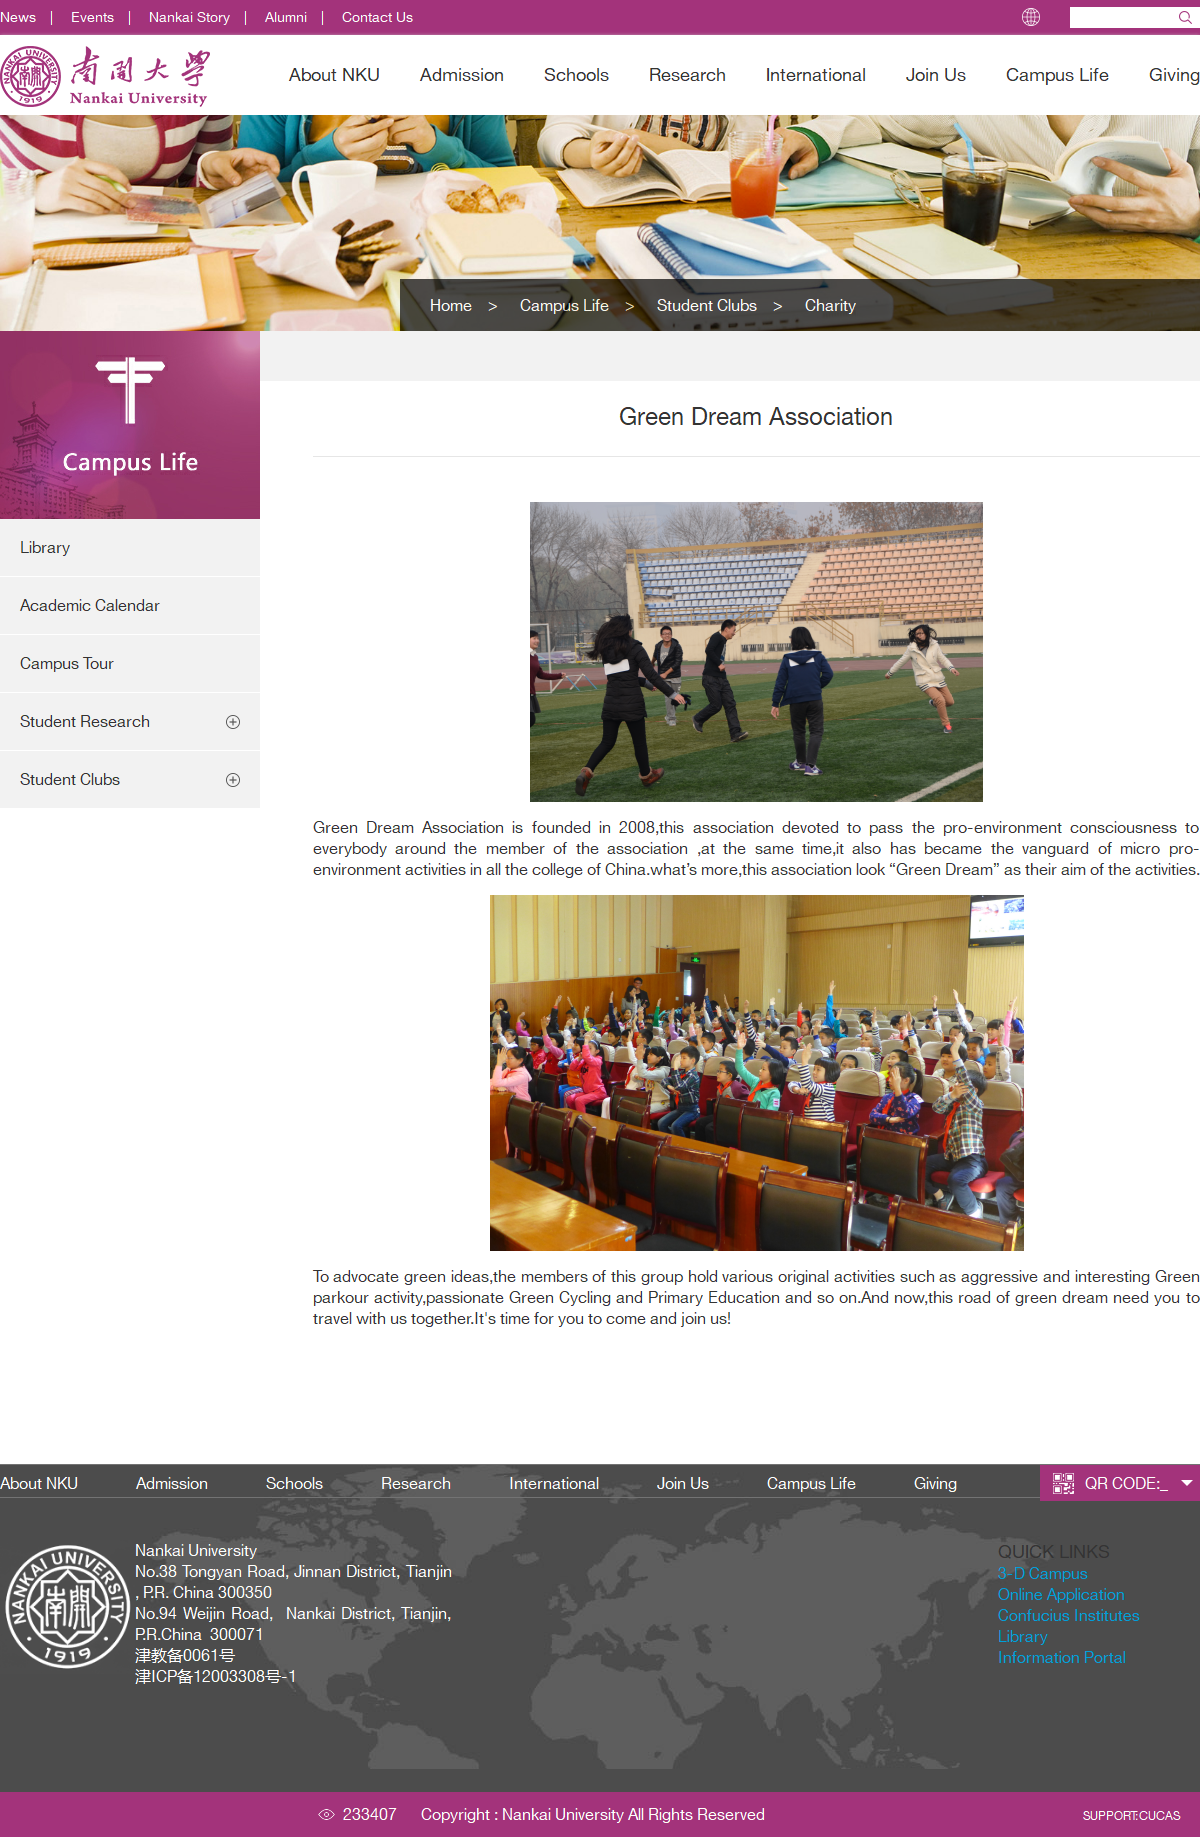 News | Events | Nankai Story | Alumni | Contact Us
NANKAI UNIVERSITY
1919
南開大學
Nankai University
About NKU Admission Schools Research International Join Us Campus Life Giving
Home > Campus Life > Student Clubs > Charity
Campus Life
Library
Academic Calendar
Campus Tour
Student Research
Student Clubs
Green Dream Association
Green Dream Association is founded in 2008,this association devoted to pass the pro-environment consciousness to
everybody around the member of the association ,at the same time,it also has became the vanguard of micro pro-
environment activities in all the college of China.what’s more,this association look “Green Dream” as their aim of the activities.
To advocate green ideas,the members of this group hold various original activities such as aggressive and interesting Green
parkour activity,passionate Green Cycling and Primary Education and so on.And now,this road of green dream need you to
travel with us together.It's time for you to come and join us!
About NKU Admission Schools Research International Join Us Campus Life Giving
QR CODE:_
NANKAI UNIVERSITY
南開
1919
Nankai University
No.38 Tongyan Road, Jinnan District, Tianjin
, P.R. China 300350
No.94 Weijin Road, Nankai District, Tianjin,
P.R.China 300071
津教备0061号
津ICP备12003308号-1
QUICK LINKS
3-D Campus
Online Application
Confucius Institutes
Library
Information Portal
233407 Copyright : Nankai University All Rights Reserved
SUPPORT:CUCAS